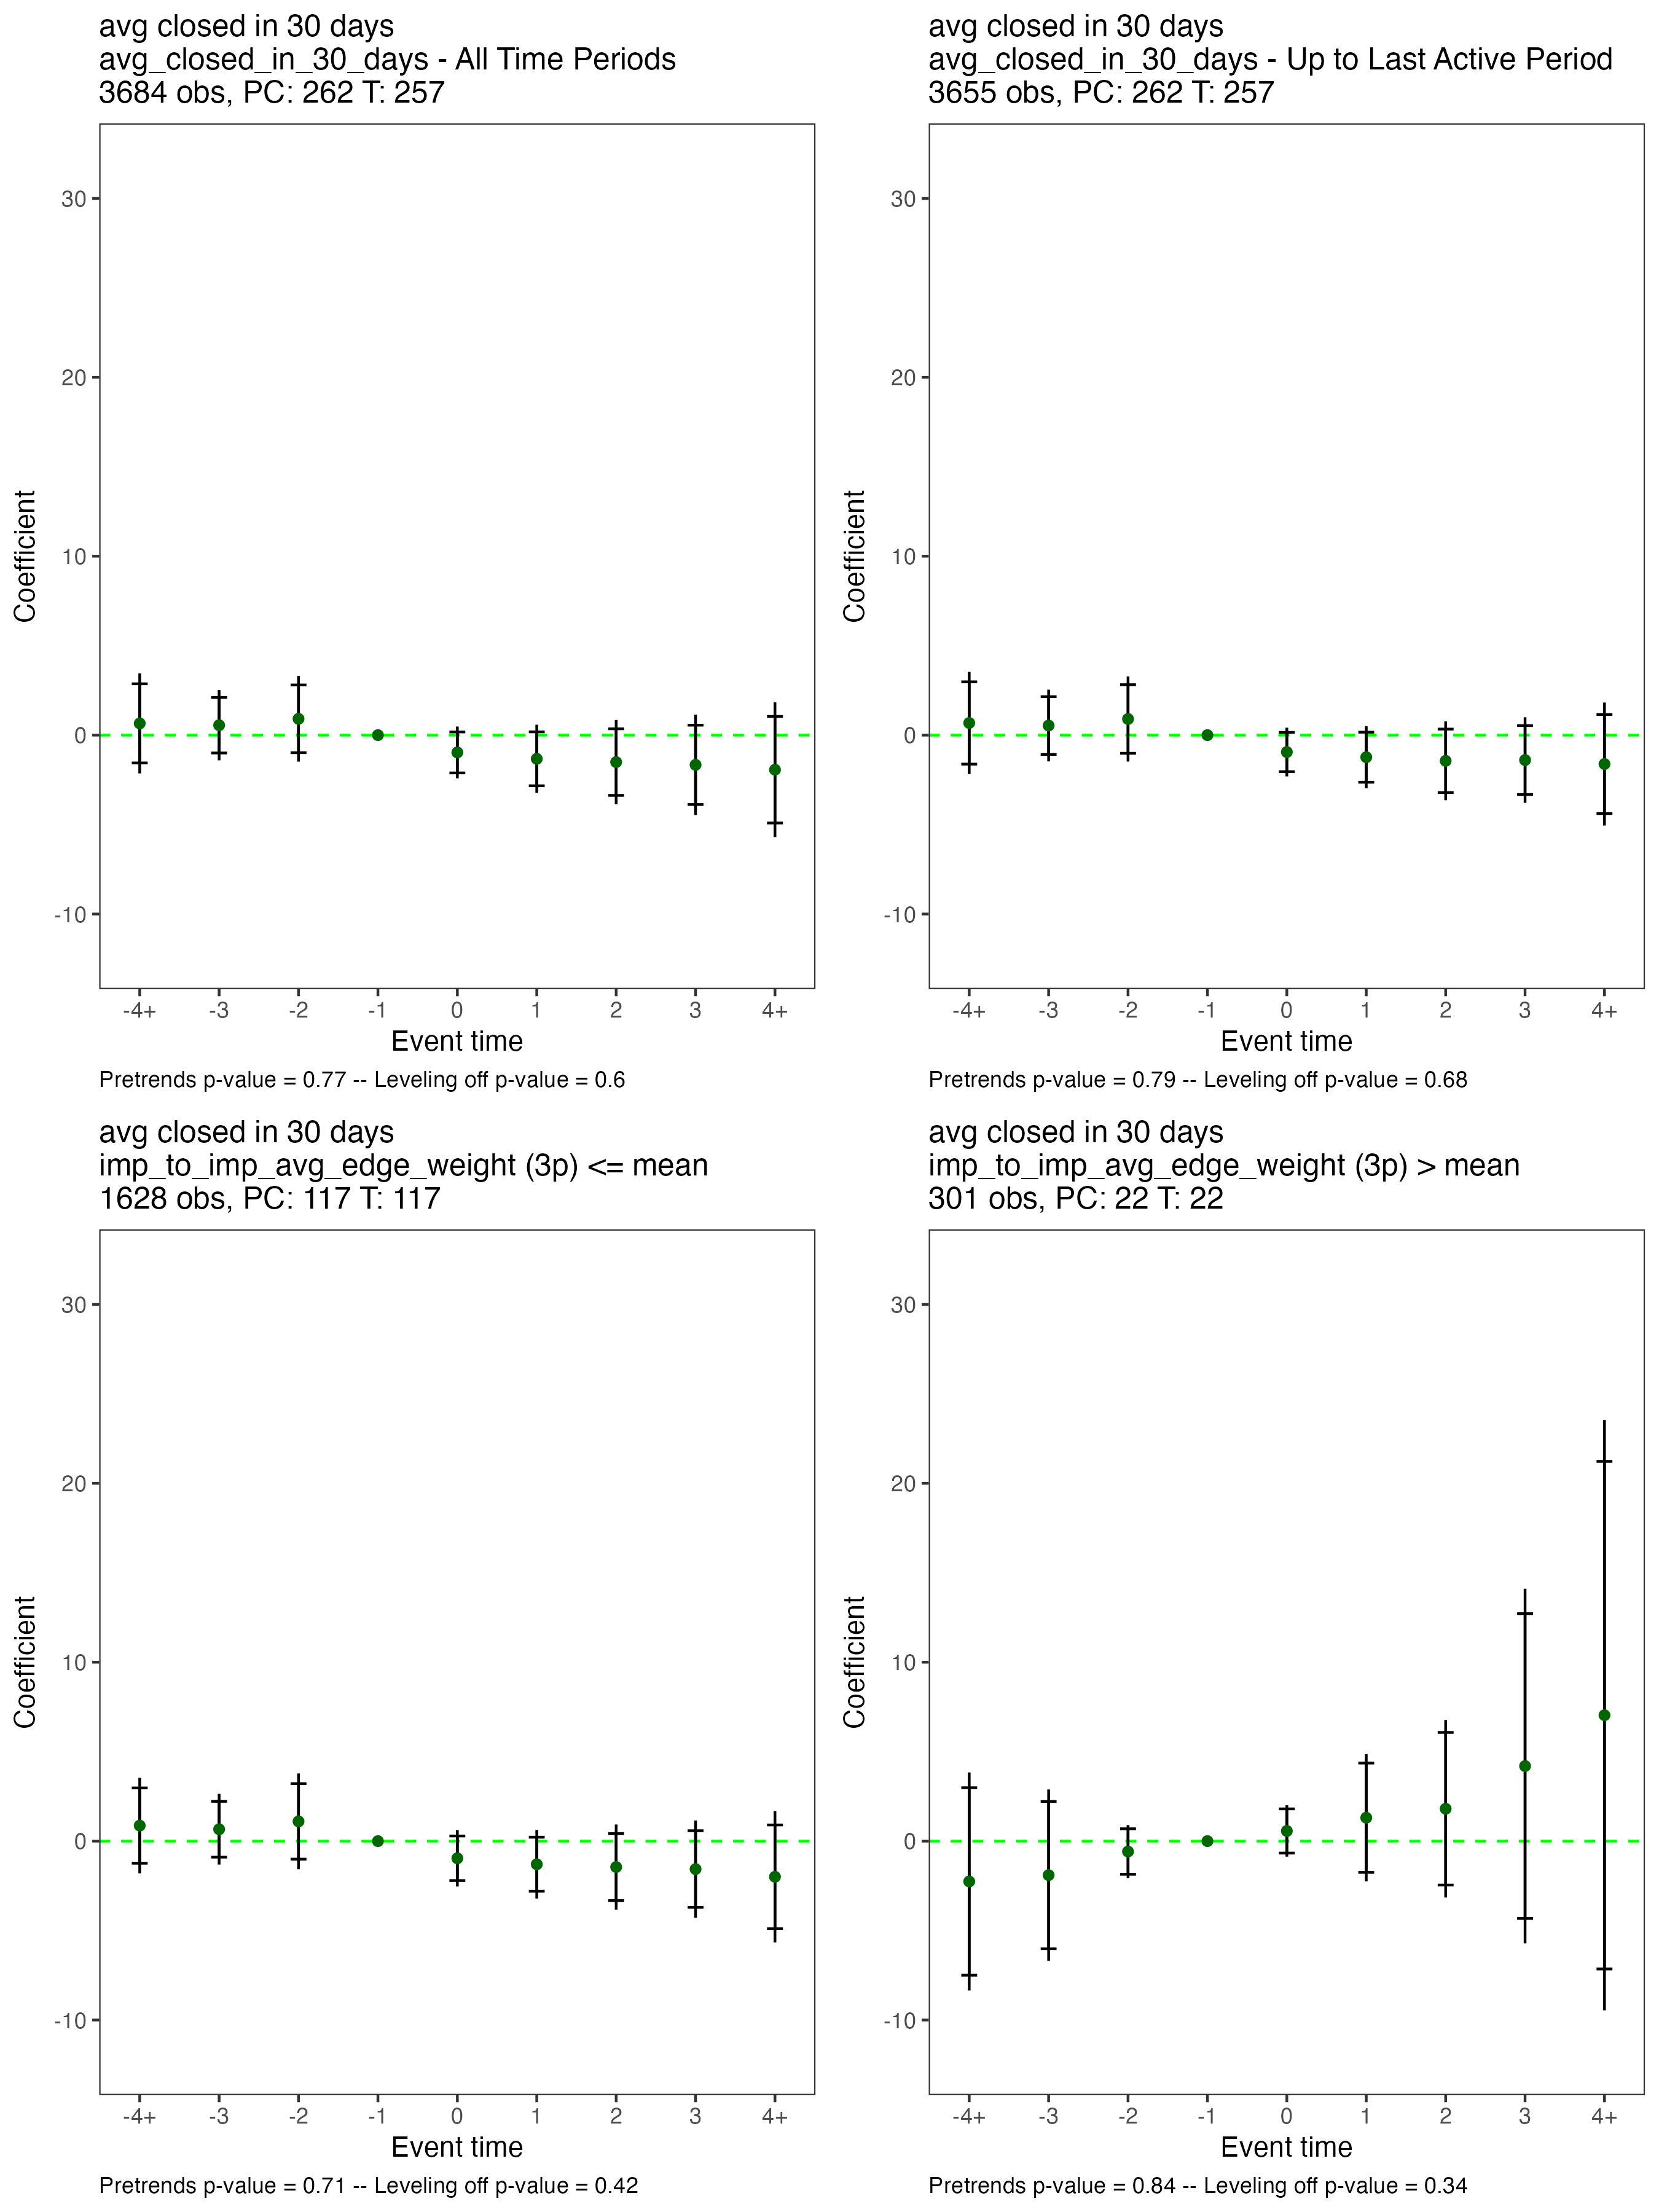 avg closed in 30 days
avg_closed_in_30_days - All Time Periods
3684 obs, PC: 262 T: 257
30
20
10
0
-10
Coefficient
-4+ -3 -2 -1 0 1 2 3 4+
Event time
Pretrends p-value = 0.77 -- Leveling off p-value = 0.6
avg closed in 30 days
avg_closed_in_30_days - Up to Last Active Period
3655 obs, PC: 262 T: 257
30
20
10
0
-10
Coefficient
-4+ -3 -2 -1 0 1 2 3 4+
Event time
Pretrends p-value = 0.79 -- Leveling off p-value = 0.68
avg closed in 30 days
imp_to_imp_avg_edge_weight (3p) <= mean
1628 obs, PC: 117 T: 117
30
20
10
0
-10
Coefficient
-4+ -3 -2 -1 0 1 2 3 4+
Event time
Pretrends p-value = 0.71 -- Leveling off p-value = 0.42
avg closed in 30 days
imp_to_imp_avg_edge_weight (3p) > mean
301 obs, PC: 22 T: 22
30
20
10
0
-10
Coefficient
-4+ -3 -2 -1 0 1 2 3 4+
Event time
Pretrends p-value = 0.84 -- Leveling off p-value = 0.34